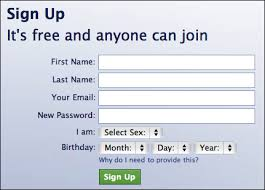 Sign Up
It's free and anyone can join
First Name:
Last Name:
Your Email:
New Password:
I am: Select Sex:
Birthday: Month: Day: Year:
Why do I need to provide this?
Sign Up